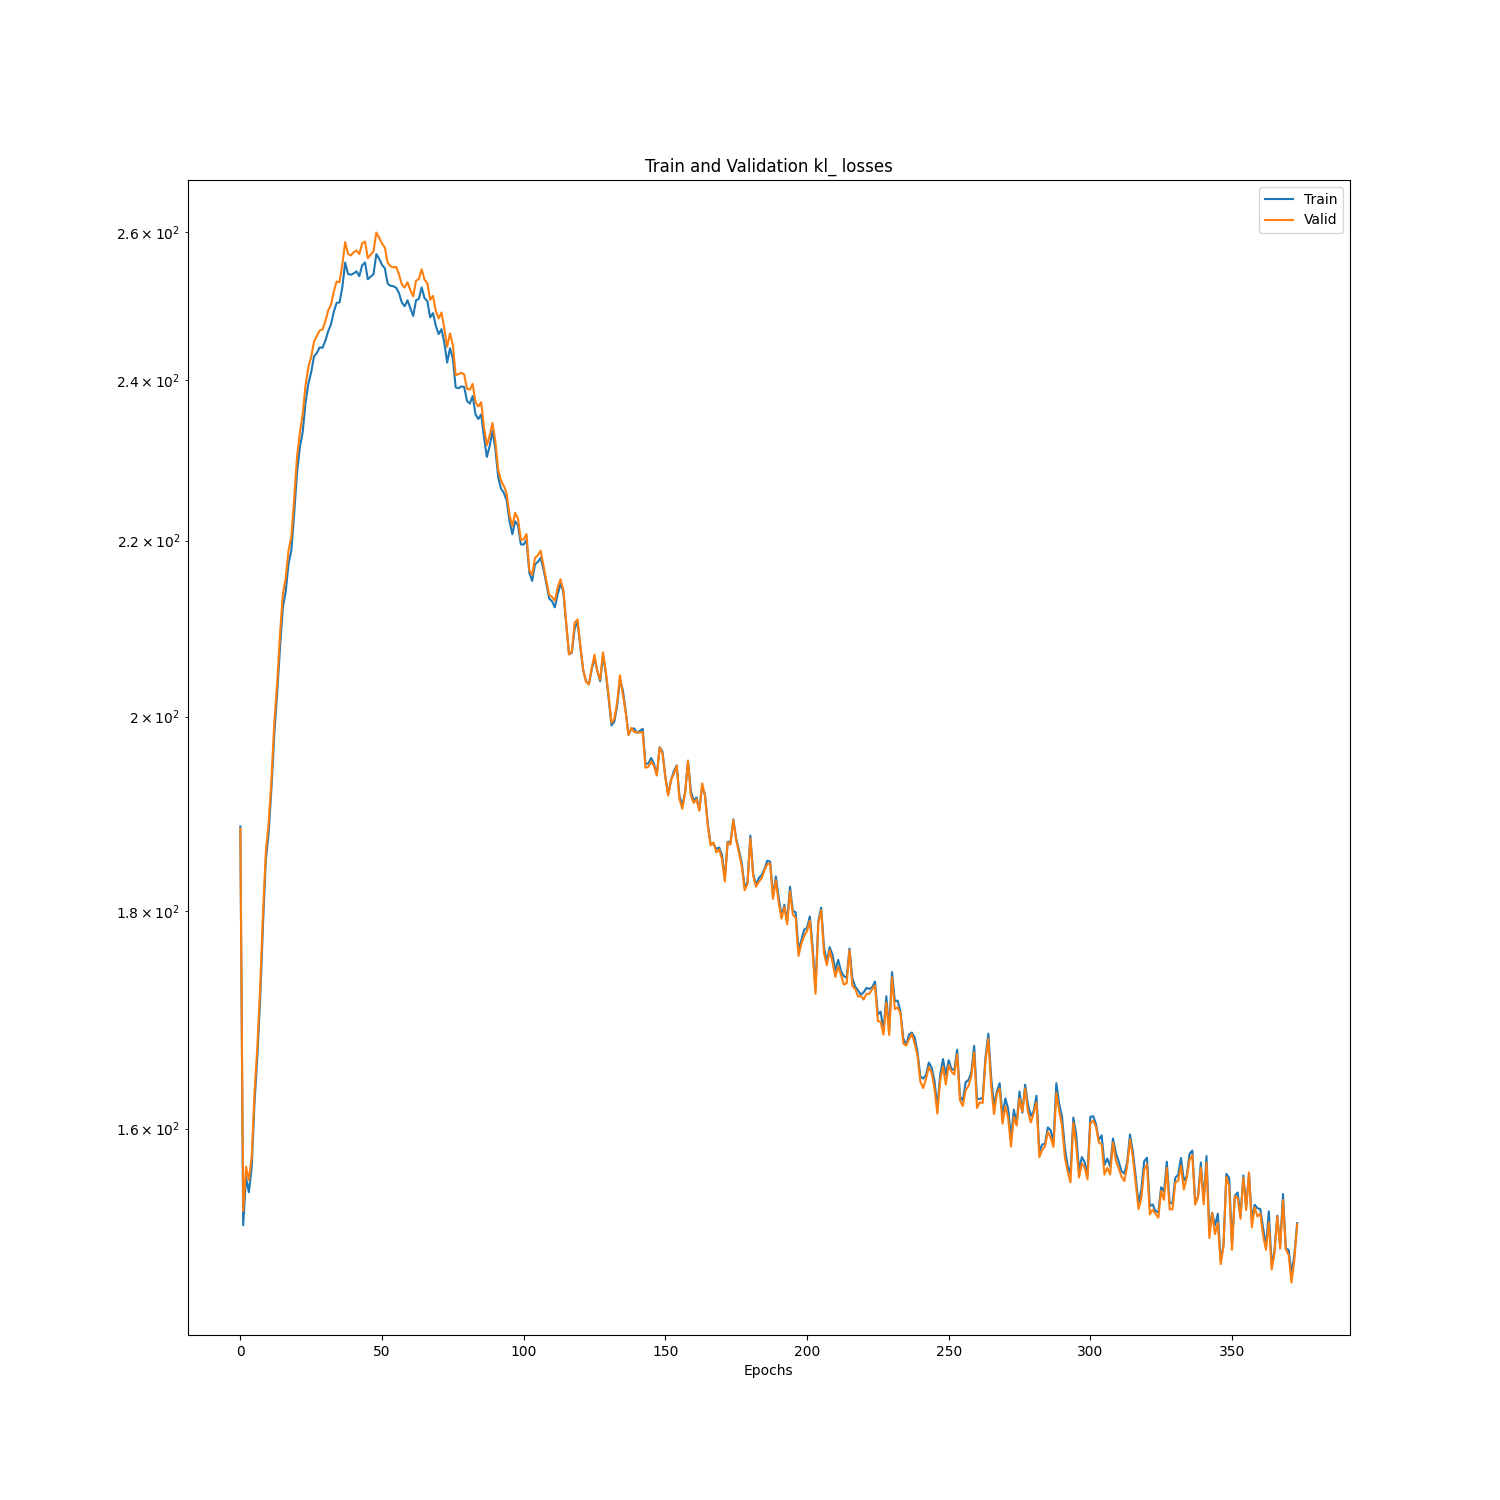 Train and Validation kl_ losses
Train
Valid
2.6 × 10²
2.4 × 10²
2.2 × 10²
2 × 10²
1.8 × 10²
1.6 × 10²
0 50 100 150 200 250 300 350
Epochs